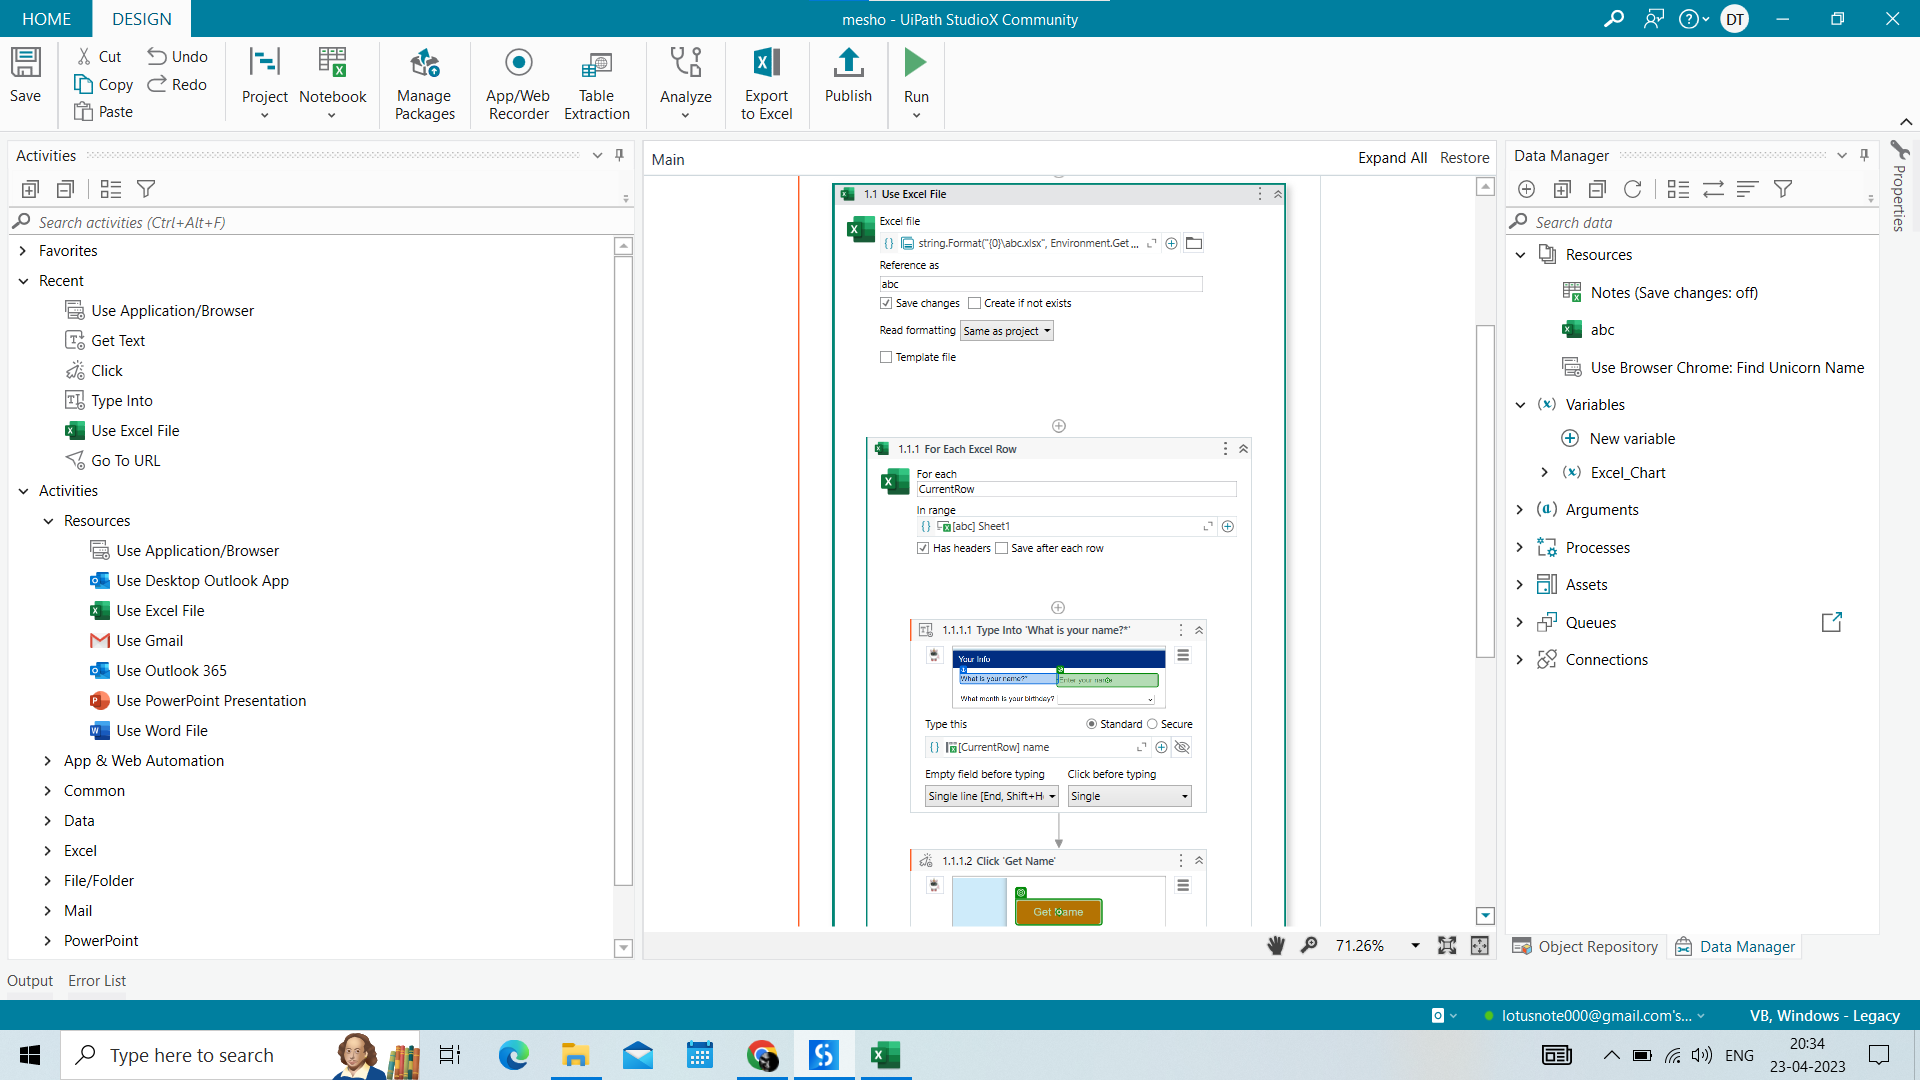 HOME
DESIGN
mesho - UiPath StudioX Community
DT
Save
Cut
Copy
Paste
Undo
Redo
Project
Notebook
Manage Packages
App/Web Recorder
Table Extraction
Analyze
Export to Excel
Publish
Run
Activities
Search activities (Ctrl+Alt+F)
Favorites
Recent
Use Application/Browser
Get Text
Click
Type Into
Use Excel File
Go To URL
Activities
Resources
Use Application/Browser
Use Desktop Outlook App
Use Excel File
Use Gmail
Use Outlook 365
Use PowerPoint Presentation
Use Word File
App & Web Automation
Common
Data
Excel
File/Folder
Mail
PowerPoint
Output
Error List
Main
Expand All
Restore
1.1 Use Excel File
Excel file
string.Format("{0}\abc.xlsx", Environment.Get...
Reference as
abc
Save changes
Create if not exists
Read formatting
Same as project
Template file
1.1.1 For Each Excel Row
For each
CurrentRow
In range
[abc] Sheet1
Has headers
Save after each row
1.1.1.1 Type Into 'What is your name?*'
Your Info
What is your name?*
Enter your name
What month is your birthday?
Type this
Standard
Secure
[CurrentRow] name
Empty field before typing
Click before typing
Single line [End, Shift+H
Single
1.1.1.2 Click 'Get Name'
Get Name
71.26%
Data Manager
Search data
Resources
Notes (Save changes: off)
abc
Use Browser Chrome: Find Unicorn Name
Variables
New variable
Excel_Chart
Arguments
Processes
Assets
Queues
Connections
Object Repository
Data Manager
Properties
lotusnote000@gmail.com's...
VB, Windows - Legacy
Type here to search
ENG
20:34
23-04-2023